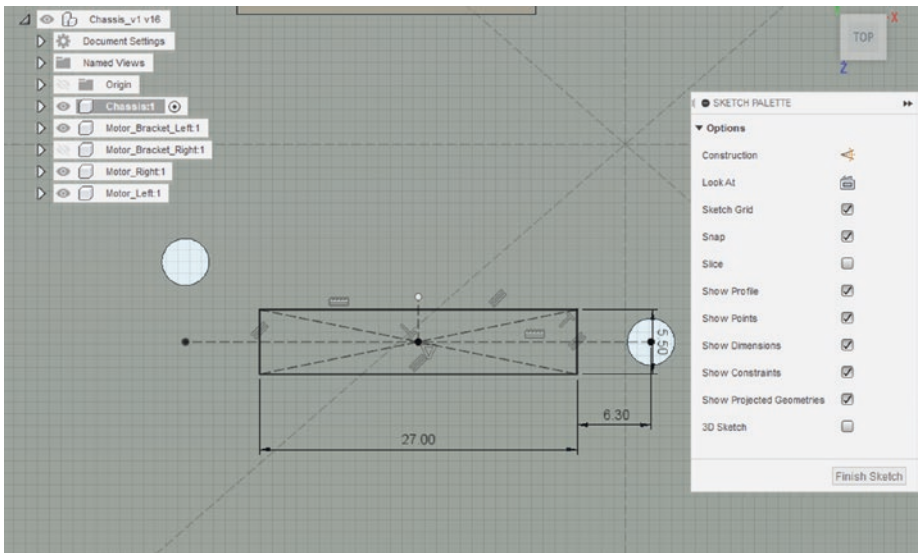 Chassis_v1 v16
Document Settings
Named Views
Origin
Chassis:1
Motor_Bracket_Left:1
Motor_Bracket_Right:1
Motor_Right:1
Motor_Left:1
X
TOP
Z
SKETCH PALETTE
Options
Construction
Look At
Sketch Grid
Snap
Slice
Show Profile
Show Points
Show Dimensions
Show Constraints
Show Projected Geometries
3D Sketch
Finish Sketch
5.50
6.30
27.00